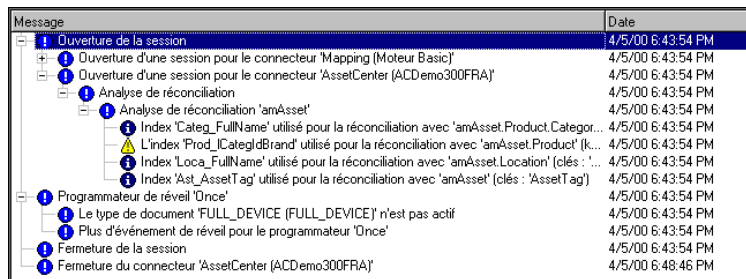 Message Date
Ouverture de la session 4/5/00 6:43:54 PM
Ouverture d'une session pour le connecteur 'Mapping (Moteur Basic)' 4/5/00 6:43:54 PM
Ouverture d'une session pour le connecteur 'AssetCenter (ACDemo300FRA)' 4/5/00 6:43:54 PM
Analyse de réconciliation 4/5/00 6:43:54 PM
Analyse de réconciliation 'amAsset' 4/5/00 6:43:54 PM
Index 'Categ_FullName' utilisé pour la réconciliation avec 'amAsset.Product.Categor... 4/5/00 6:43:54 PM
L'index 'Prod_lCategIdBrand' utilisé pour la réconciliation avec 'amAsset.Product' (k... 4/5/00 6:43:54 PM
Index 'Loca_FullName' utilisé pour la réconciliation avec 'amAsset.Location' (clés : '... 4/5/00 6:43:54 PM
Index 'Ast_AssetTag' utilisé pour la réconciliation avec 'amAsset' (clés : 'AssetTag') 4/5/00 6:43:54 PM
Programmateur de réveil 'Once' 4/5/00 6:43:54 PM
Le type de document 'FULL_DEVICE (FULL_DEVICE)' n'est pas actif 4/5/00 6:43:54 PM
Plus d'événement de réveil pour le programmateur 'Once' 4/5/00 6:43:54 PM
Fermeture de la session 4/5/00 6:43:54 PM
Fermeture du connecteur 'AssetCenter (ACDemo300FRA)' 4/5/00 6:48:46 PM